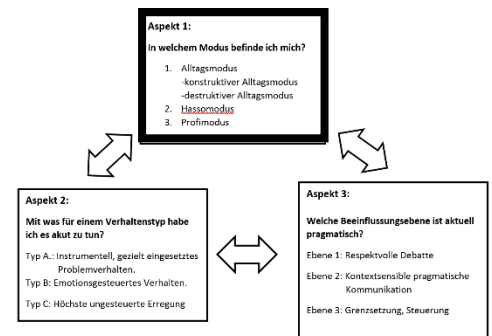 Aspekt 1:
In welchem Modus befinde ich mich?
1. Alltagsmodus
-konstruktiver Alltagsmodus
-destruktiver Alltagsmodus
2. Hassomodus
3. Profimodus
Aspekt 2:
Mit was für einem Verhaltenstyp habe
ich es akut zu tun?
Typ A.: Instrumentell, gezielt eingesetztes
Problemverhalten.
Typ B: Emotionsgesteuertes Verhalten.
Typ C: Höchste ungesteuerte Erregung
Aspekt 3:
Welche Beeinflussungsebene ist aktuell
pragmatisch?
Ebene 1: Respektvolle Debatte
Ebene 2: Kontextsensible pragmatische
Kommunikation
Ebene 3: Grenzsetzung, Steuerung